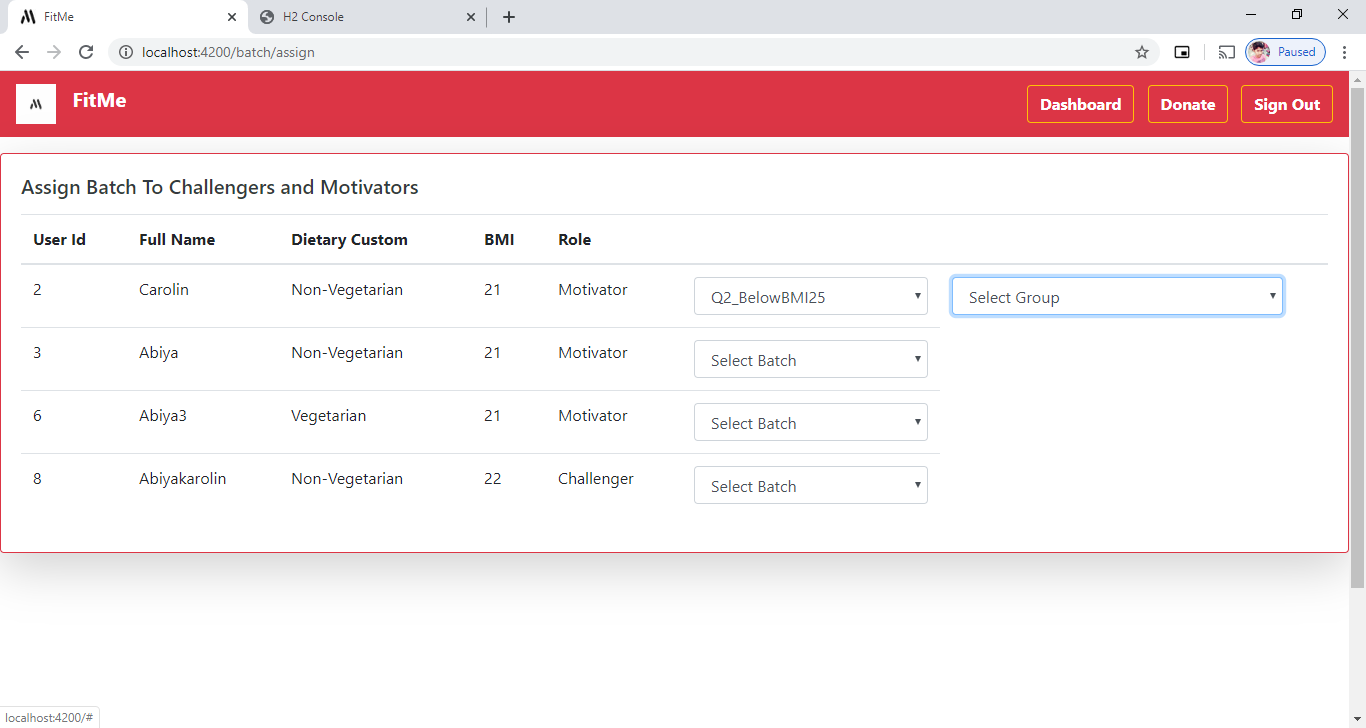 FitMe
H2 Console
localhost:4200/batch/assign
Paused
FitMe
Dashboard
Donate
Sign Out
Assign Batch To Challengers and Motivators
User Id Full Name Dietary Custom BMI Role
2 Carolin Non-Vegetarian 21 Motivator Q2_BelowBMI25 Select Group
3 Abiya Non-Vegetarian 21 Motivator Select Batch
6 Abiya3 Vegetarian 21 Motivator Select Batch
8 Abiyakarolin Non-Vegetarian 22 Challenger Select Batch
localhost:4200/#